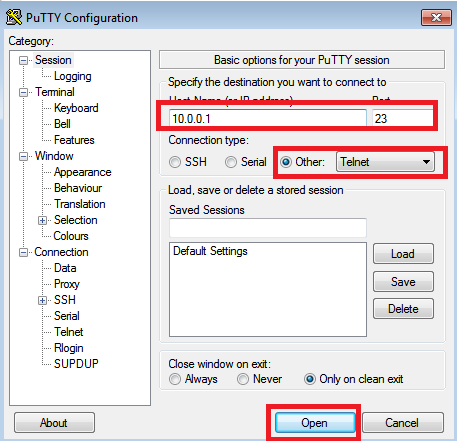 PuTTY Configuration
Category:
Session
Logging
Terminal
Keyboard
Bell
Features
Window
Appearance
Behaviour
Translation
Selection
Colours
Connection
Data
Proxy
SSH
Serial
Telnet
Rlogin
SUPDUP
Basic options for your PuTTY session
Specify the destination you want to connect to
Host Name (or IP address) Port
10.0.0.1 23
Connection type:
SSH Serial Other: Telnet
Load, save or delete a stored session
Saved Sessions
Default Settings
Load
Save
Delete
Close window on exit:
Always Never Only on clean exit
About Open Cancel